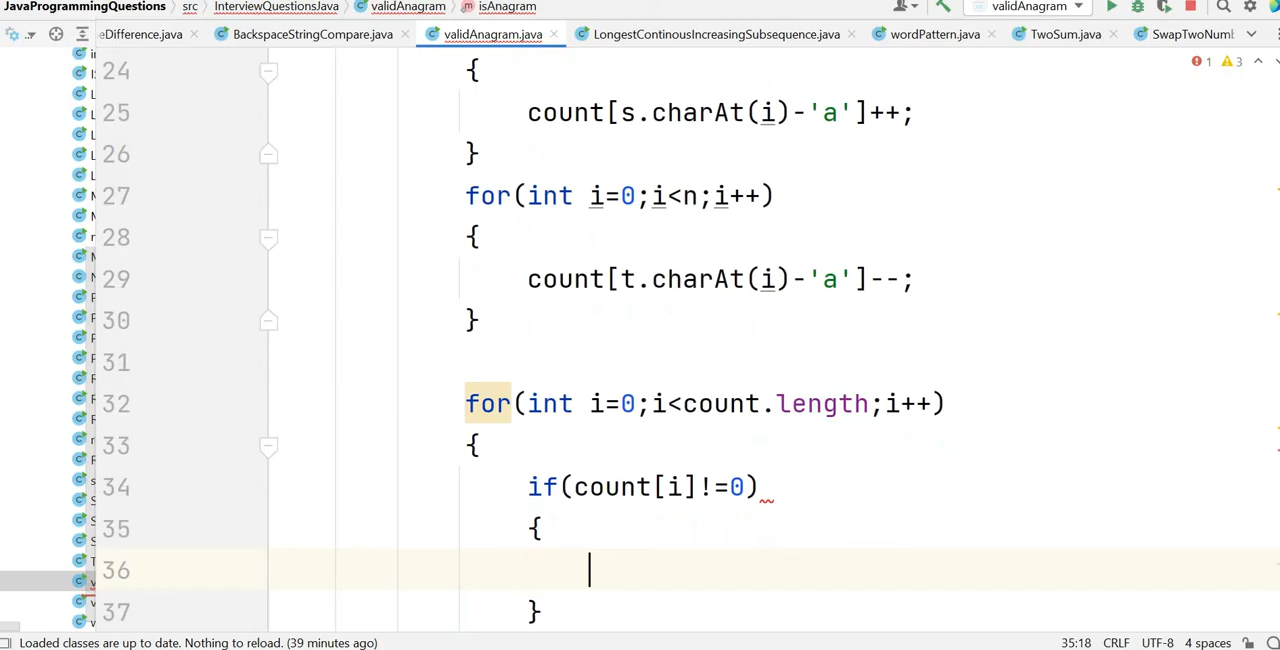 JavaProgrammingQuestions src InterviewQuestionsJava validAnagram isAnagram validAnagram
eDifference.java BackspaceStringCompare.java validAnagram.java LongestContinousIncreasingSubsequence.java wordPattern.java TwoSum.java SwapTwoNumb
1 3
24 {
25 count[s.charAt(i)-'a']++;
26 }
27 for(int i=0;i<n;i++)
28 {
29 count[t.charAt(i)-'a']--;
30 }
31
32 for(int i=0;i<count.length;i++)
33 {
34 if(count[i]!=0)
35 {
36
37 }
Loaded classes are up to date. Nothing to reload. (39 minutes ago) 35:18 CRLF UTF-8 4 spaces